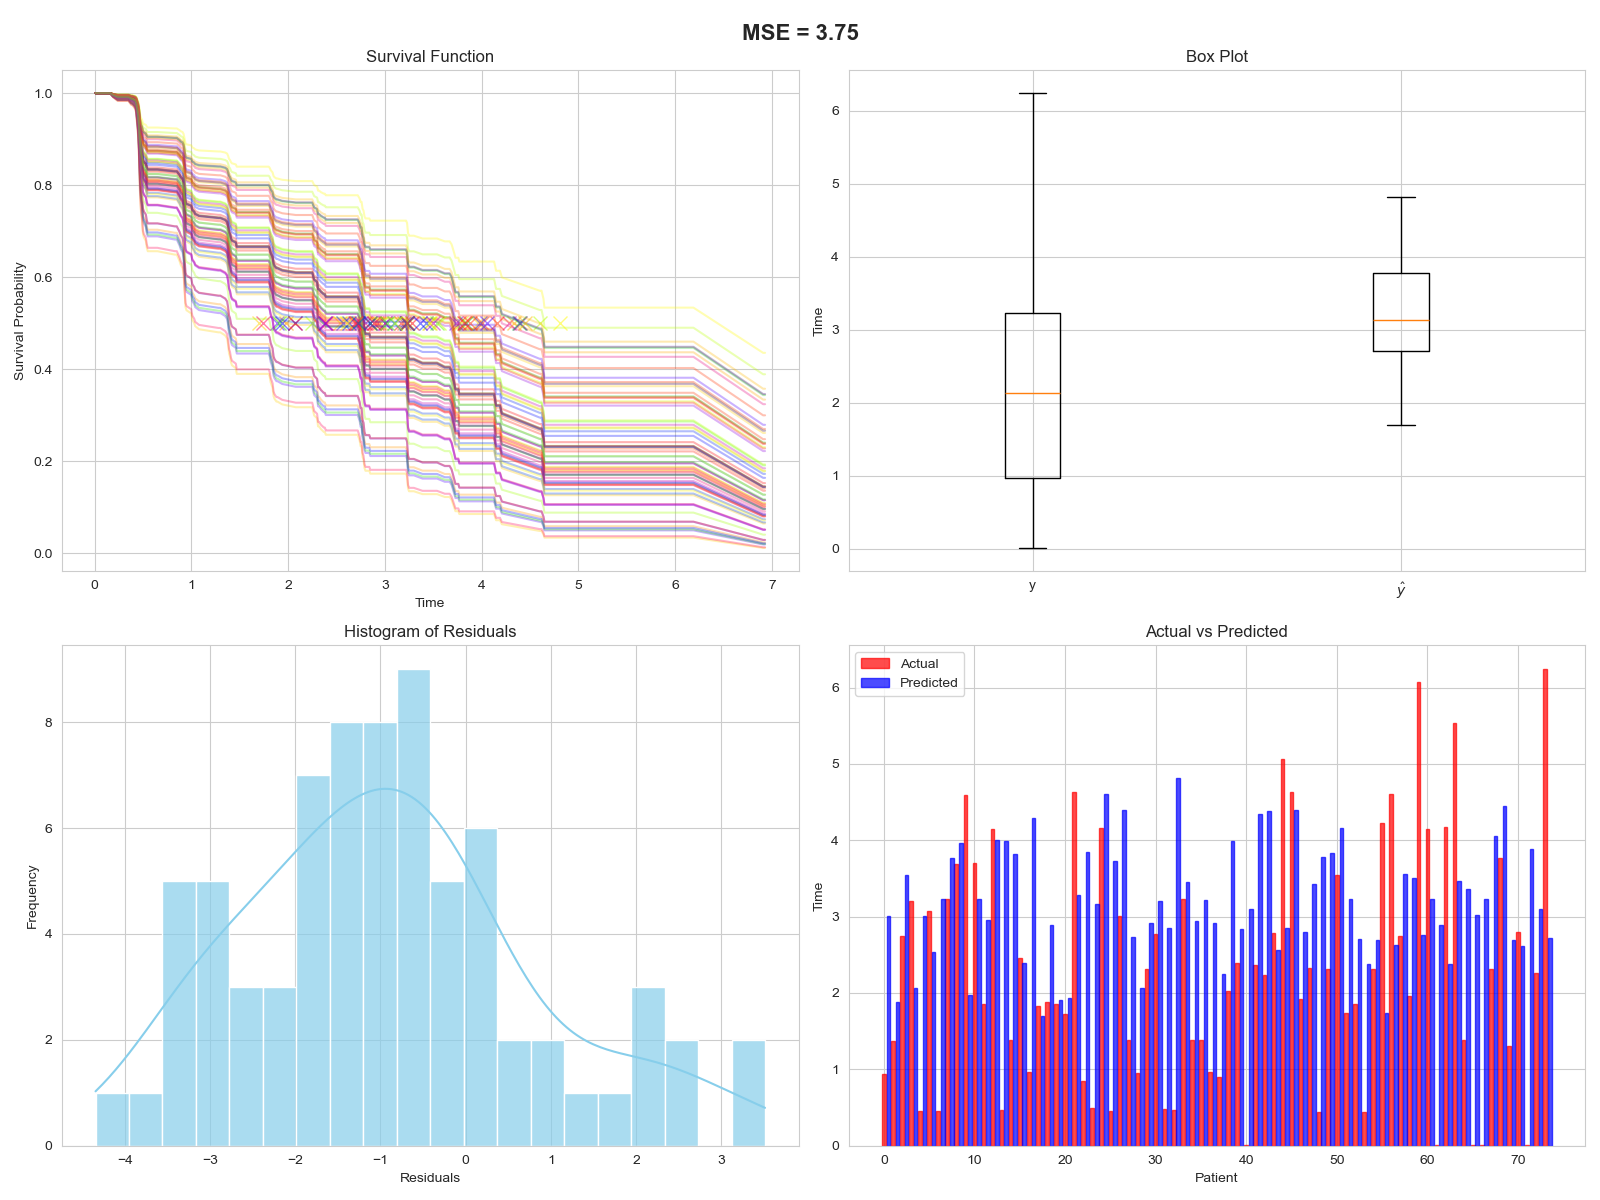 MSE = 3.75
Survival Function
Survival Probability
1.0
0.8
0.6
0.4
0.2
0.0
0 1 2 3 4 5 6 7
Time
Box Plot
Time
6
5
4
3
2
1
0
y ŷ
Histogram of Residuals
Frequency
8
6
4
2
0
−4 −3 −2 −1 0 1 2 3
Residuals
Actual vs Predicted
Actual
Predicted
Time
6
5
4
3
2
1
0
0 10 20 30 40 50 60 70
Patient